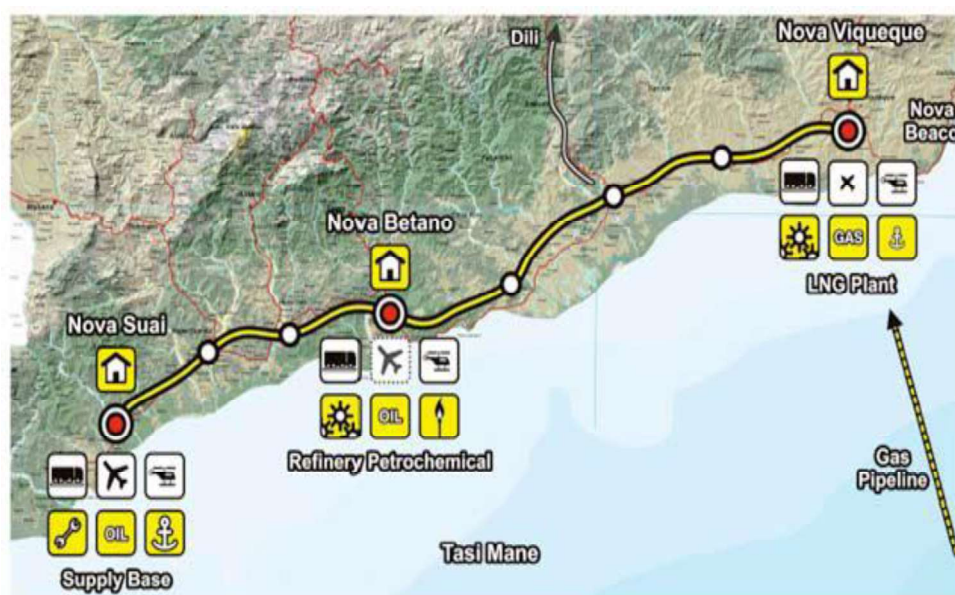 Dili
Nova Viqueque
Nova
Beaco
GAS
LNG Plant
Nova Betano
OIL
Refinery Petrochemical
Nova Suai
OIL
Supply Base
Gas
Pipeline
Tasi Mane